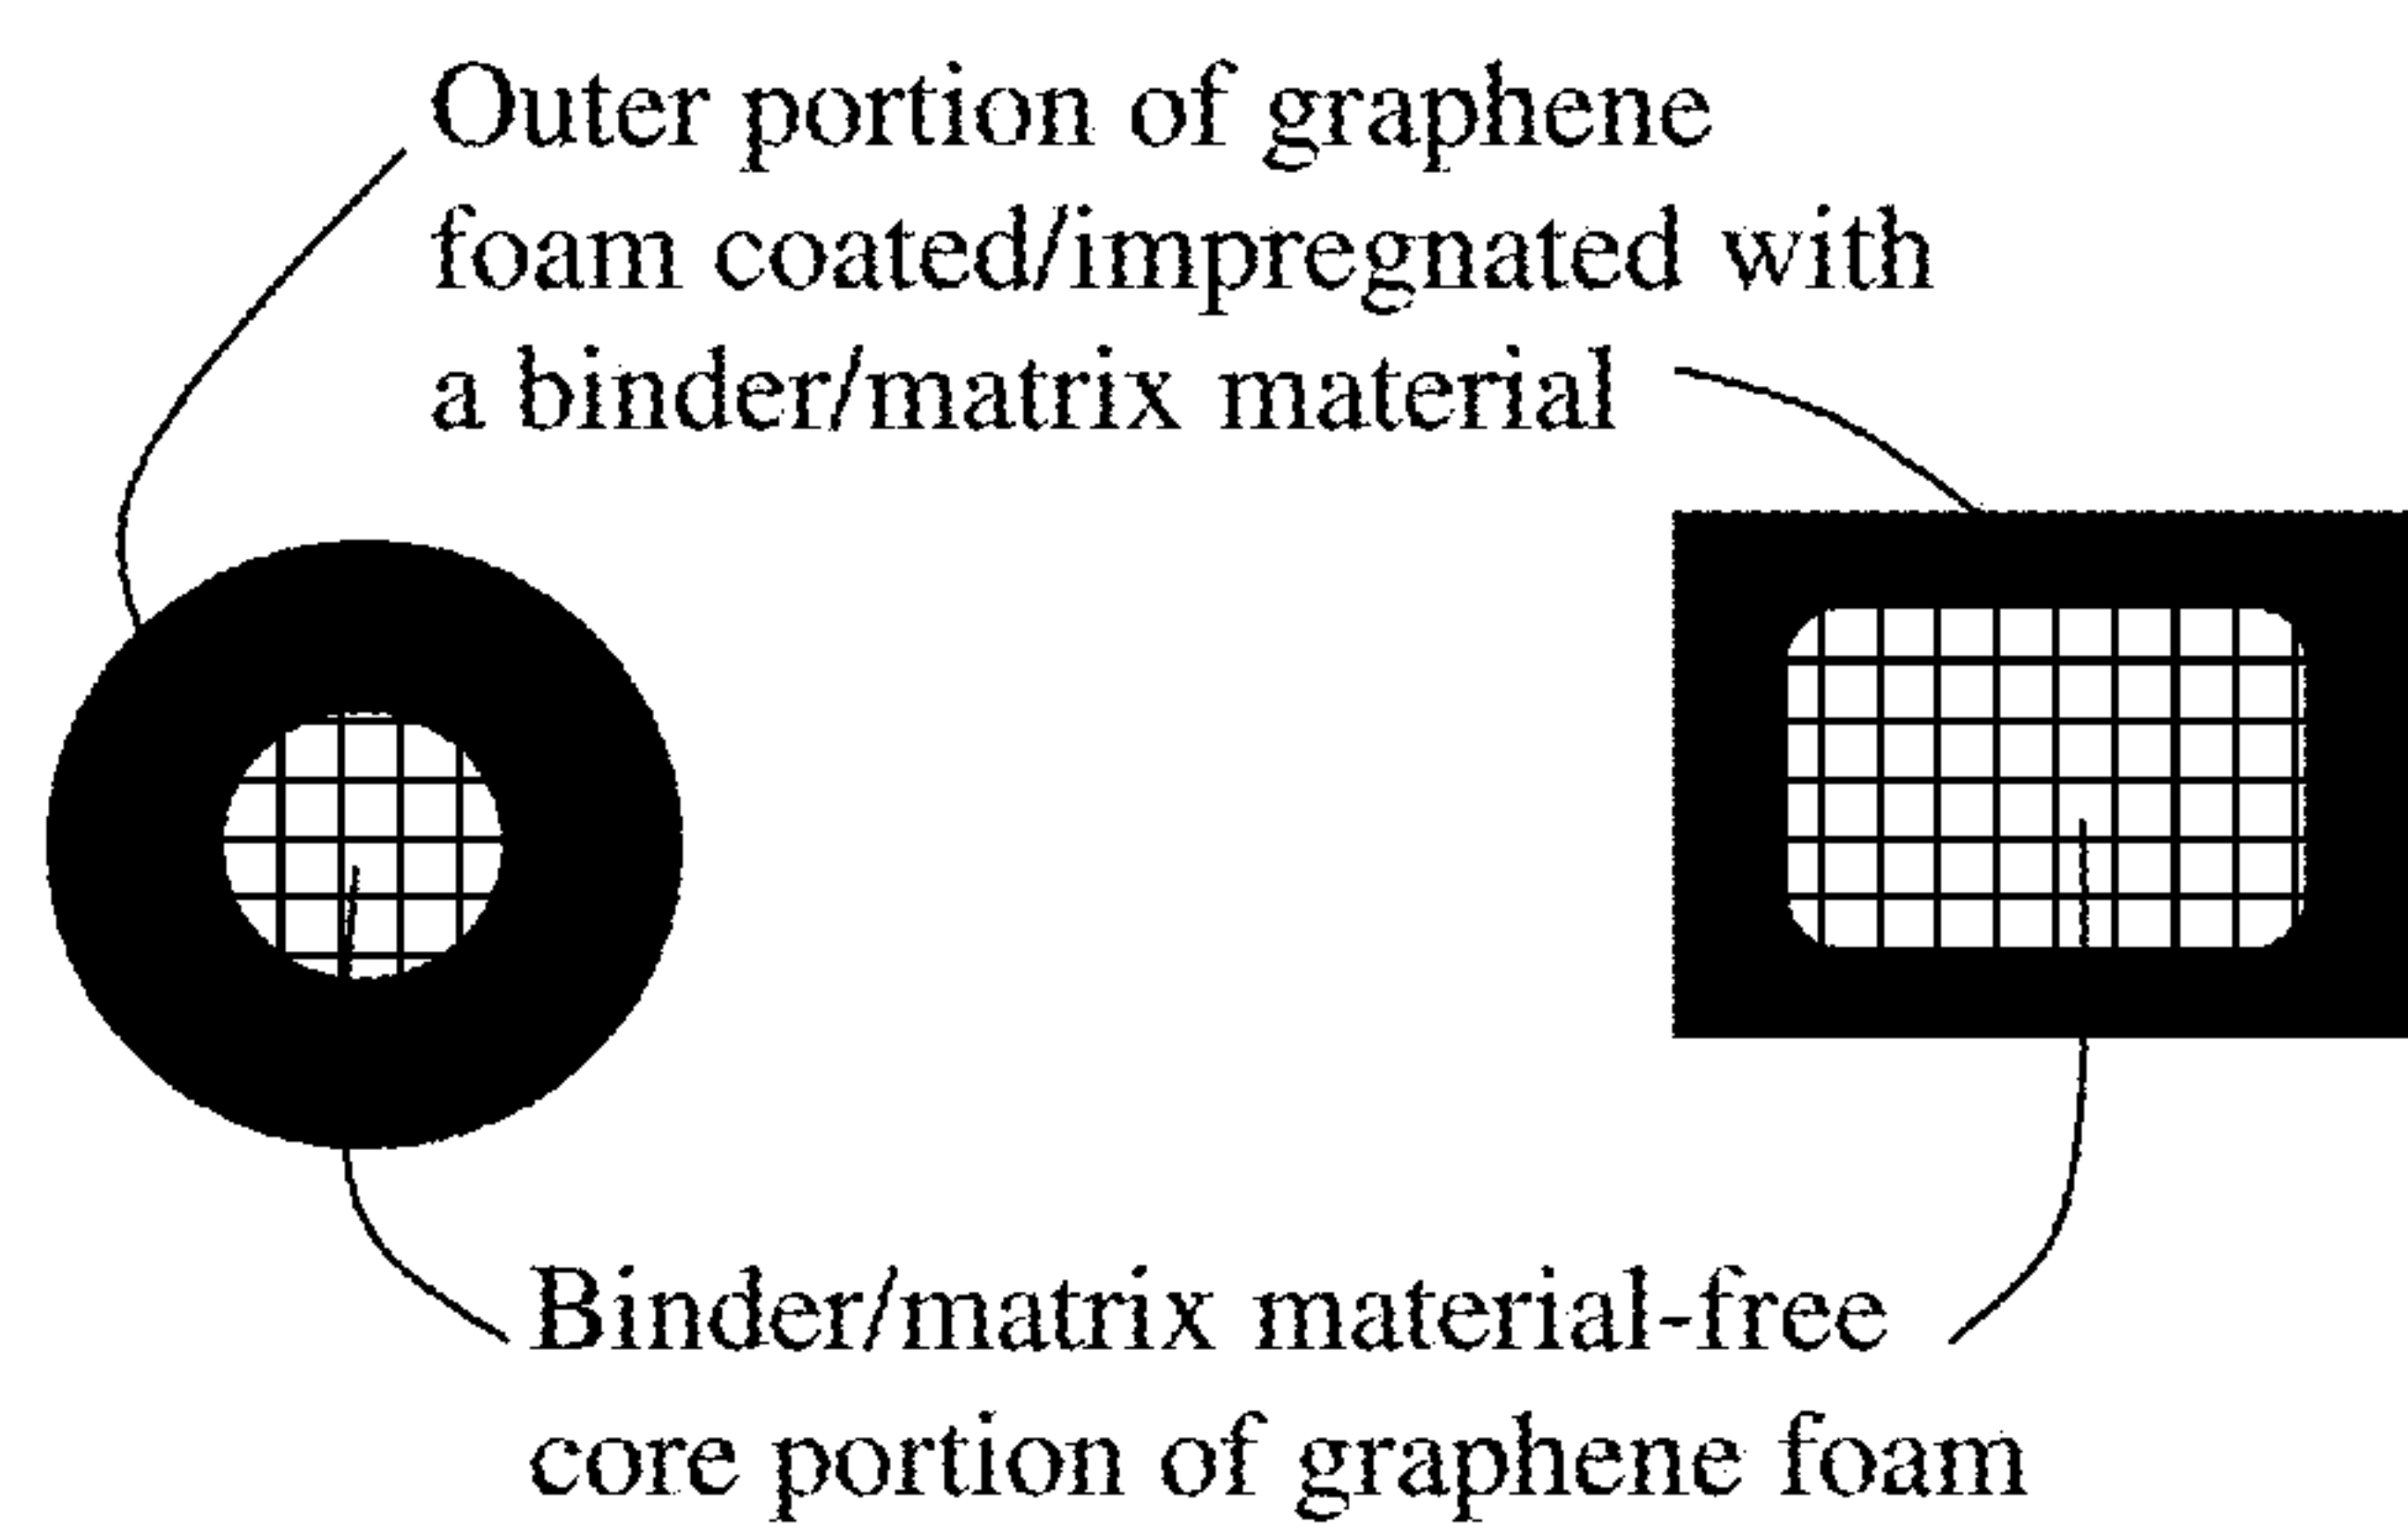 Outer portion of graphene
foam coated/impregnated with
a binder/matrix material
Binder/matrix material-free
core portion of graphene foam